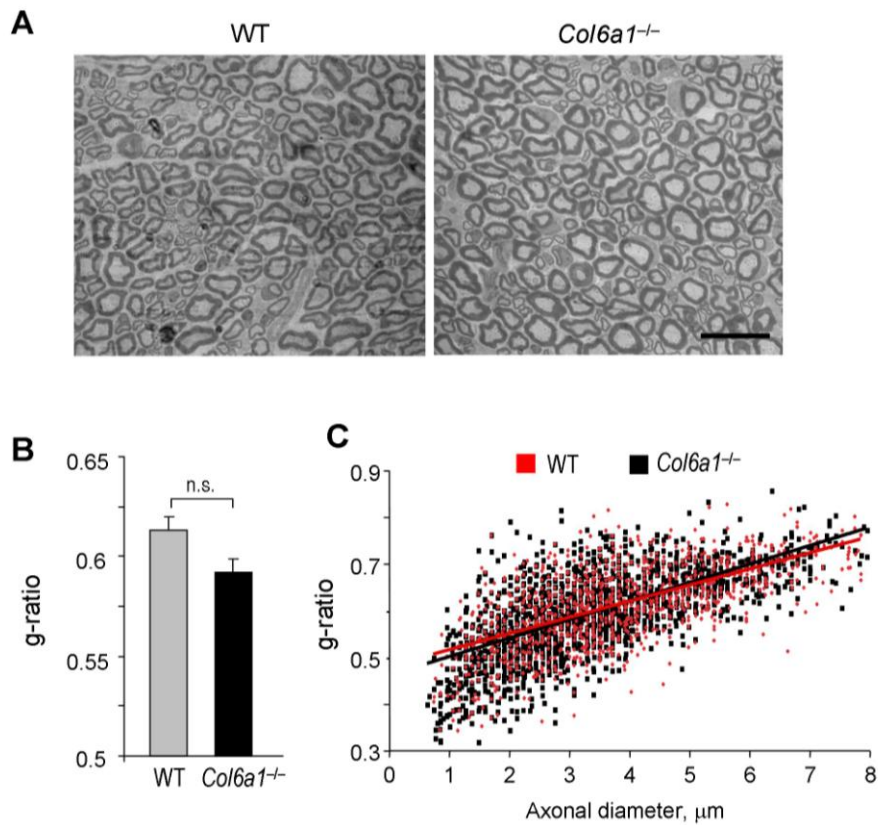 A
WT Col6a1–/–
B
0.65
n.s.
0.6
0.55
0.5
g-ratio
WT Col6a1–/–
C
WT Col6a1–/–
0.9
0.7
0.5
0.3
g-ratio
0 1 2 3 4 5 6 7 8
Axonal diameter, μm